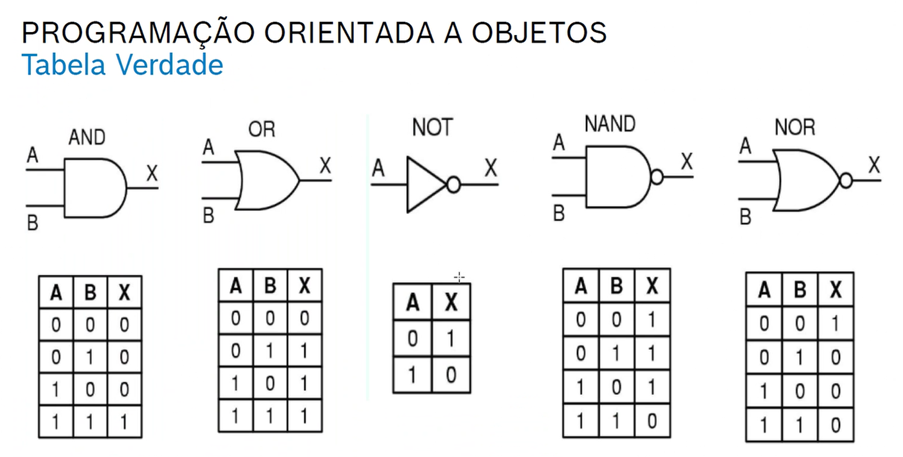 PROGRAMAÇÃO ORIENTADA A OBJETOS
Tabela Verdade
AND
A
B
X
A B X
0 0 0
0 1 0
1 0 0
1 1 1
OR
A
B
X
A B X
0 0 0
0 1 1
1 0 1
1 1 1
NOT
A
X
A X
0 1
1 0
NAND
A
B
X
A B X
0 0 1
0 1 1
1 0 1
1 1 0
NOR
A
B
X
A B X
0 0 1
0 1 0
1 0 0
1 1 0